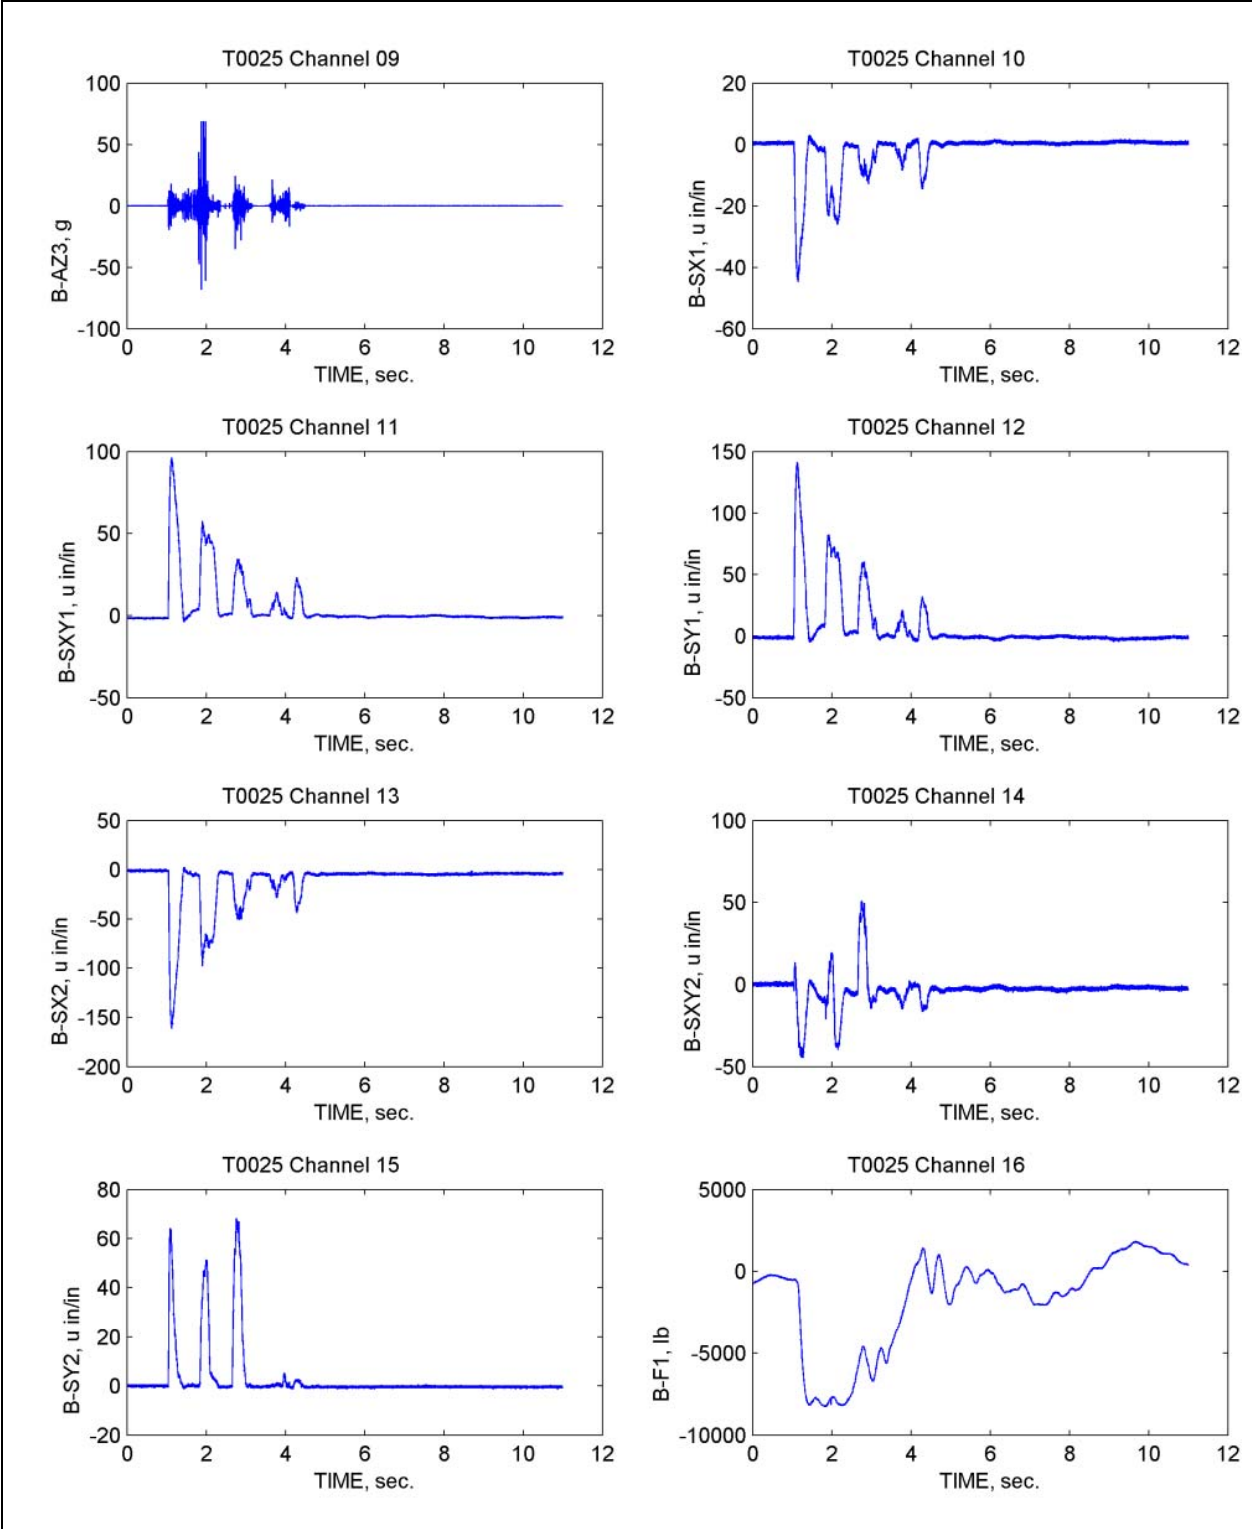 T0025 Channel 09
100
50
0
-50
-100
B-AZ3, g
0 2 4 6 8 10 12
TIME, sec.
T0025 Channel 10
20
0
-20
-40
-60
B-SX1, u in/in
0 2 4 6 8 10 12
TIME, sec.
T0025 Channel 11
100
50
0
-50
B-SXY1, u in/in
0 2 4 6 8 10 12
TIME, sec.
T0025 Channel 12
150
100
50
0
-50
B-SY1, u in/in
0 2 4 6 8 10 12
TIME, sec.
T0025 Channel 13
50
0
-50
-100
-150
-200
B-SX2, u in/in
0 2 4 6 8 10 12
TIME, sec.
T0025 Channel 14
100
50
0
-50
B-SXY2, u in/in
0 2 4 6 8 10 12
TIME, sec.
T0025 Channel 15
80
60
40
20
0
-20
B-SY2, u in/in
0 2 4 6 8 10 12
TIME, sec.
T0025 Channel 16
5000
0
-5000
-10000
B-F1, lb
0 2 4 6 8 10 12
TIME, sec.